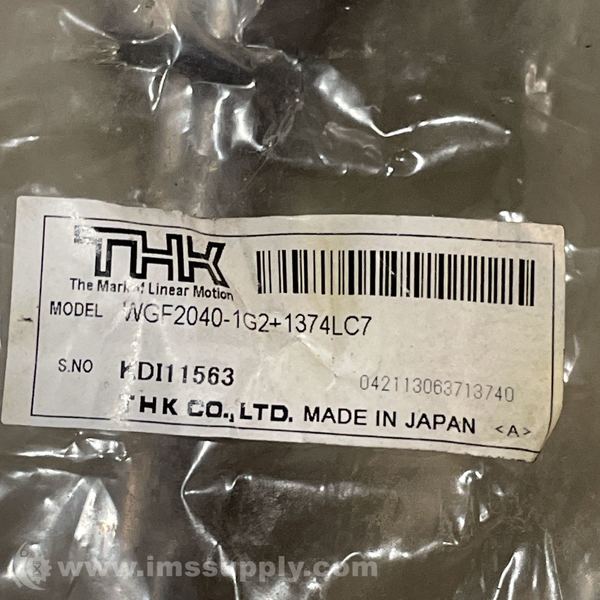 THK
The Mark of Linear Motion
MODEL WGF2040-1G2+1374LC7
S.NO KDI11563 042113063713740
THK CO.,LTD. MADE IN JAPAN <A>
www.imssupply.com